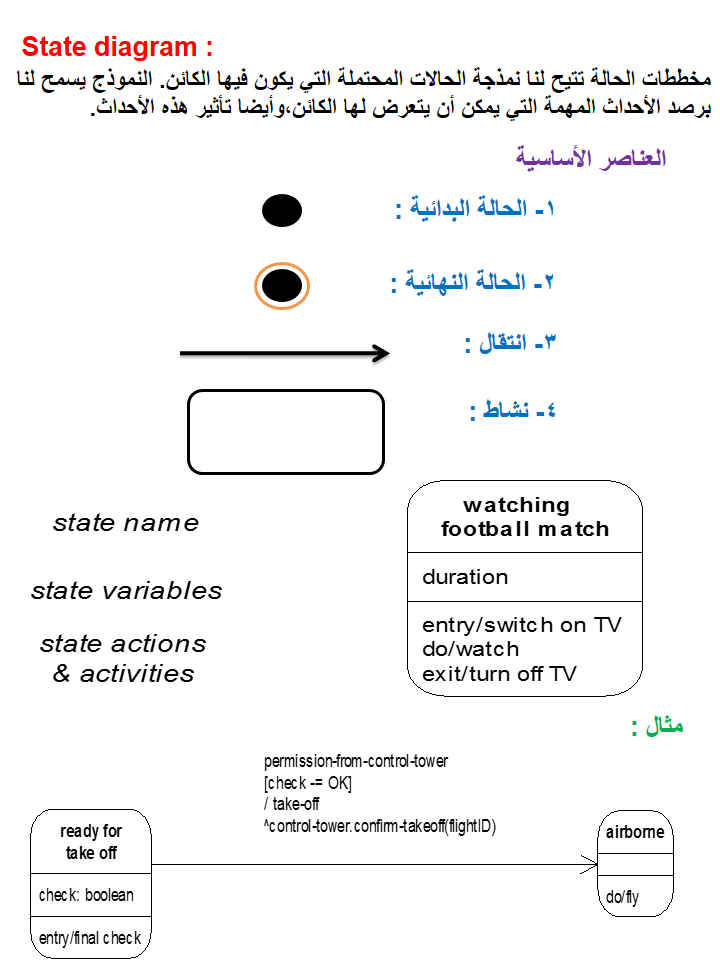 State diagram :
مخططات الحالة تتيح لنا نمذجة الحالات المحتملة التي يكون فيها الكائن. النموذج يسمح لنا
برصد الأحداث المهمة التي يمكن أن يتعرض لها الكائن،وأيضا تأثير هذه الأحداث.
العناصر الأساسية
١- الحالة البدائية :
٢- الحالة النهائية :
٣- انتقال :
٤- نشاط :
state name
watching
football match
state variables
duration
state actions
& activities
entry/switch on TV
do/watch
exit/turn off TV
مثال :
permission-from-control-tower
[check -= OK]
/ take-off
^control-tower.confirm-takeoff(flightID)
ready for
take off
check: boolean
entry/final check
airborne
do/fly